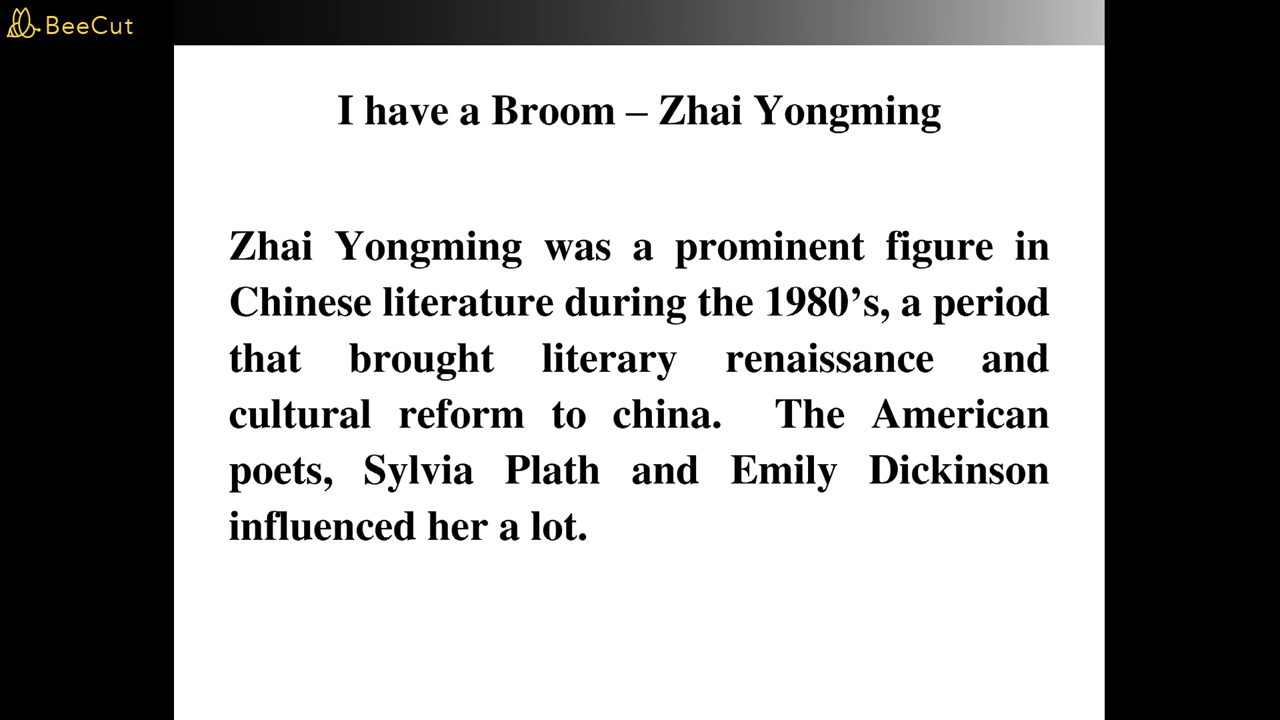 BeeCut
I have a Broom – Zhai Yongming
Zhai Yongming was a prominent figure in
Chinese literature during the 1980’s, a period
that brought literary renaissance and
cultural reform to china. The American
poets, Sylvia Plath and Emily Dickinson
influenced her a lot.